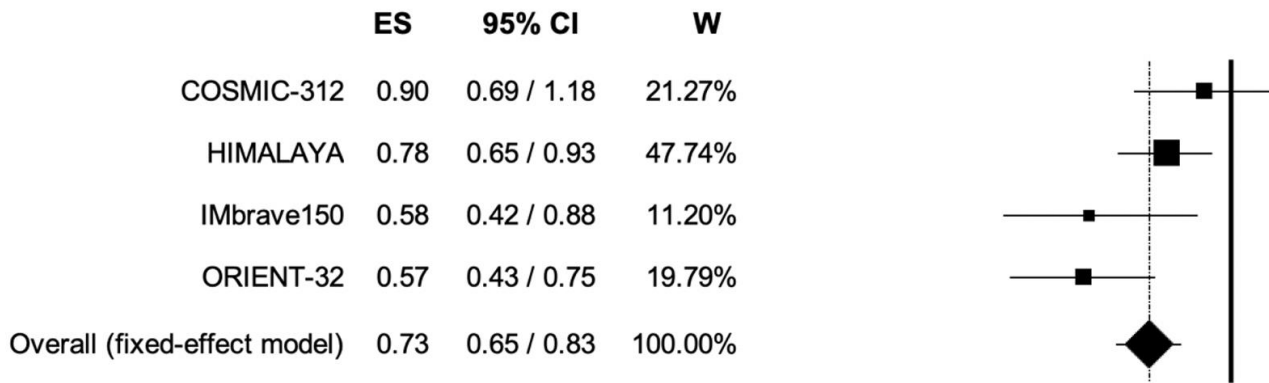 ES 95% CI W
COSMIC-312 0.90 0.69 / 1.18 21.27%
HIMALAYA 0.78 0.65 / 0.93 47.74%
IMbrave150 0.58 0.42 / 0.88 11.20%
ORIENT-32 0.57 0.43 / 0.75 19.79%
Overall (fixed-effect model) 0.73 0.65 / 0.83 100.00%